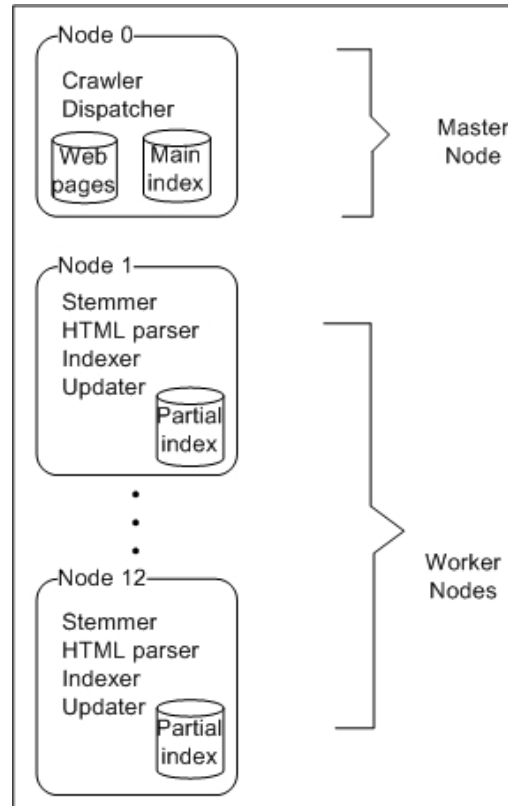 Node 0
Crawler
Dispatcher
Web
pages
Main
index
Master
Node
Node 1
Stemmer
HTML parser
Indexer
Updater
Partial
index
Worker
Nodes
Node 12
Stemmer
HTML parser
Indexer
Updater
Partial
index